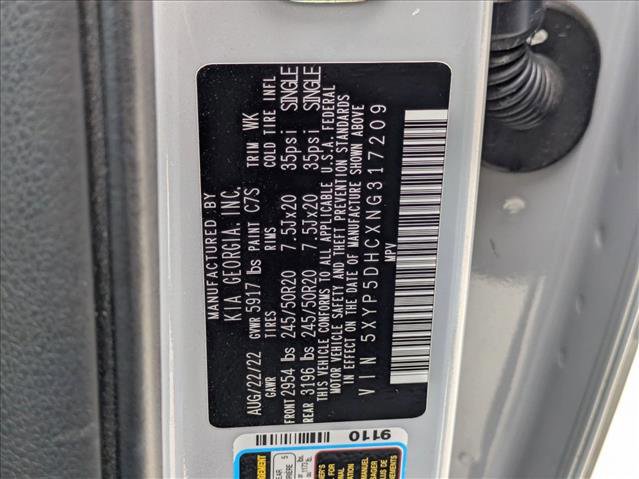 MANUFACTURED BY
KIA GEORGIA, INC.
AUG/22/22 GVWR 5917 lbs PAINT C7S TRIM WK
GAWR TIRES RIMS COLD TIRE INFL
FRONT 2954 lbs 245/50R20 7.5Jx20 35psi SINGLE
REAR 3196 lbs 245/50R20 7.5Jx20 35psi SINGLE
THIS VEHICLE CONFORMS TO ALL APPLICABLE U.S.A. FEDERAL
MOTOR VEHICLE SAFETY AND THEFT PREVENTION STANDARDS
IN EFFECT ON THE DATE OF MANUFACTURE SHOWN ABOVE
VIN 5XYP5DHCXNG317209
MPV
9110
5